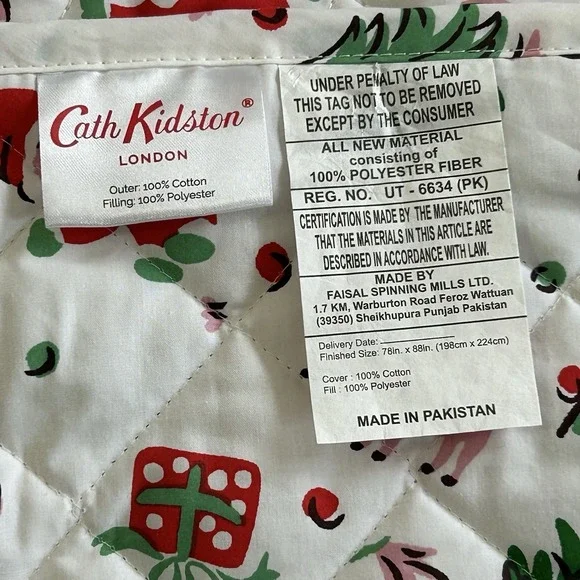 Cath Kidston®
LONDON
Outer: 100% Cotton
Filling: 100% Polyester
UNDER PENALTY OF LAW
THIS TAG NOT TO BE REMOVED
EXCEPT BY THE CONSUMER
ALL NEW MATERIAL
consisting of
100% POLYESTER FIBER
REG. NO. UT - 6634 (PK)
CERTIFICATION IS MADE BY THE MANUFACTURER
THAT THE MATERIALS IN THIS ARTICLE ARE
DESCRIBED IN ACCORDANCE WITH LAW.
MADE BY
FAISAL SPINNING MILLS LTD.
1.7 KM, Warburton Road Feroz Wattuan
(39350) Sheikhupura Punjab Pakistan
Delivery Date:
Finished Size: 78in. x 88in. (198cm x 224cm)
Cover : 100% Cotton
Fill : 100% Polyester
MADE IN PAKISTAN